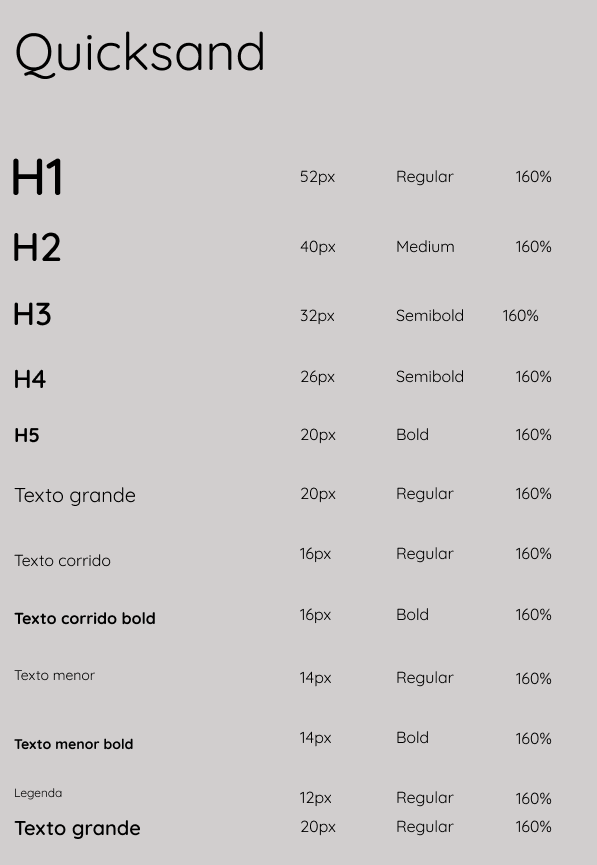 Quicksand
H1 52px Regular 160%
H2 40px Medium 160%
H3 32px Semibold 160%
H4 26px Semibold 160%
H5 20px Bold 160%
Texto grande 20px Regular 160%
Texto corrido 16px Regular 160%
Texto corrido bold 16px Bold 160%
Texto menor 14px Regular 160%
Texto menor bold 14px Bold 160%
Legenda 12px Regular 160%
Texto grande 20px Regular 160%